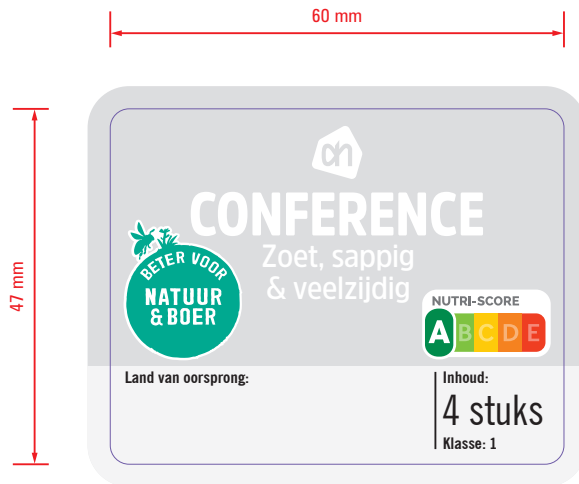 60 mm
47 mm
ah
CONFERENCE
Zoet, sappig
& veelzijdig
BETER VOOR
NATUUR
& BOER
NUTRI-SCORE
A B C D E
Land van oorsprong:
Inhoud:
4 stuks
Klasse: 1